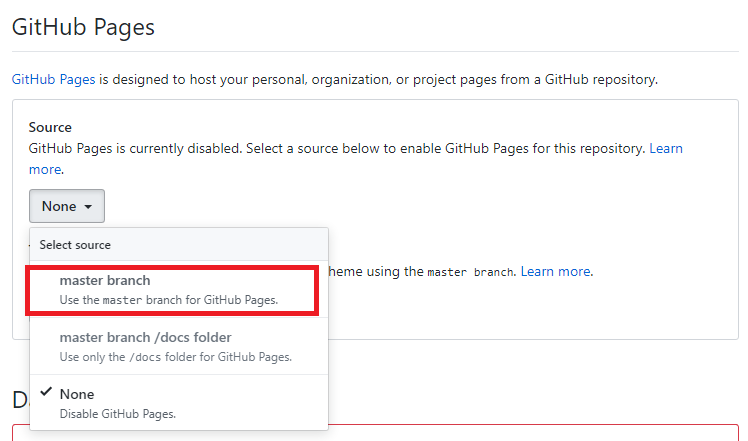 GitHub Pages
GitHub Pages is designed to host your personal, organization, or project pages from a GitHub repository.
Source
GitHub Pages is currently disabled. Select a source below to enable GitHub Pages for this repository. Learn
more.
None
Select source
heme using the master branch. Learn more.
master branch
Use the master branch for GitHub Pages.
master branch /docs folder
Use only the /docs folder for GitHub Pages.
None
Disable GitHub Pages.